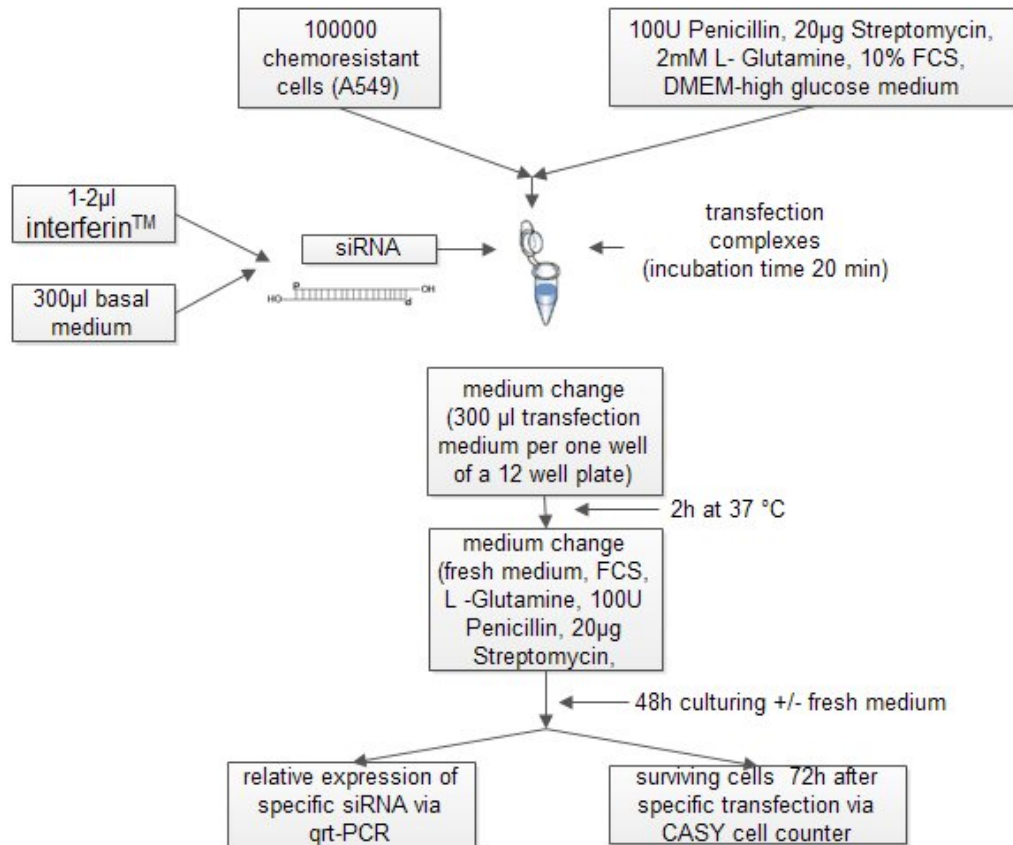 100000
chemoresistant
cells (A549)
100U Penicillin, 20µg Streptomycin,
2mM L- Glutamine, 10% FCS,
DMEM-high glucose medium
1-2µl
interferin™
300µl basal
medium
siRNA
P
OH
HO
d
transfection
complexes
(incubation time 20 min)
medium change
(300 µl transfection
medium per one well
of a 12 well plate)
2h at 37 °C
medium change
(fresh medium, FCS,
L -Glutamine, 100U
Penicillin, 20µg
Streptomycin,
48h culturing +/- fresh medium
relative expression of
specific siRNA via
qrt-PCR
surviving cells 72h after
specific transfection via
CASY cell counter